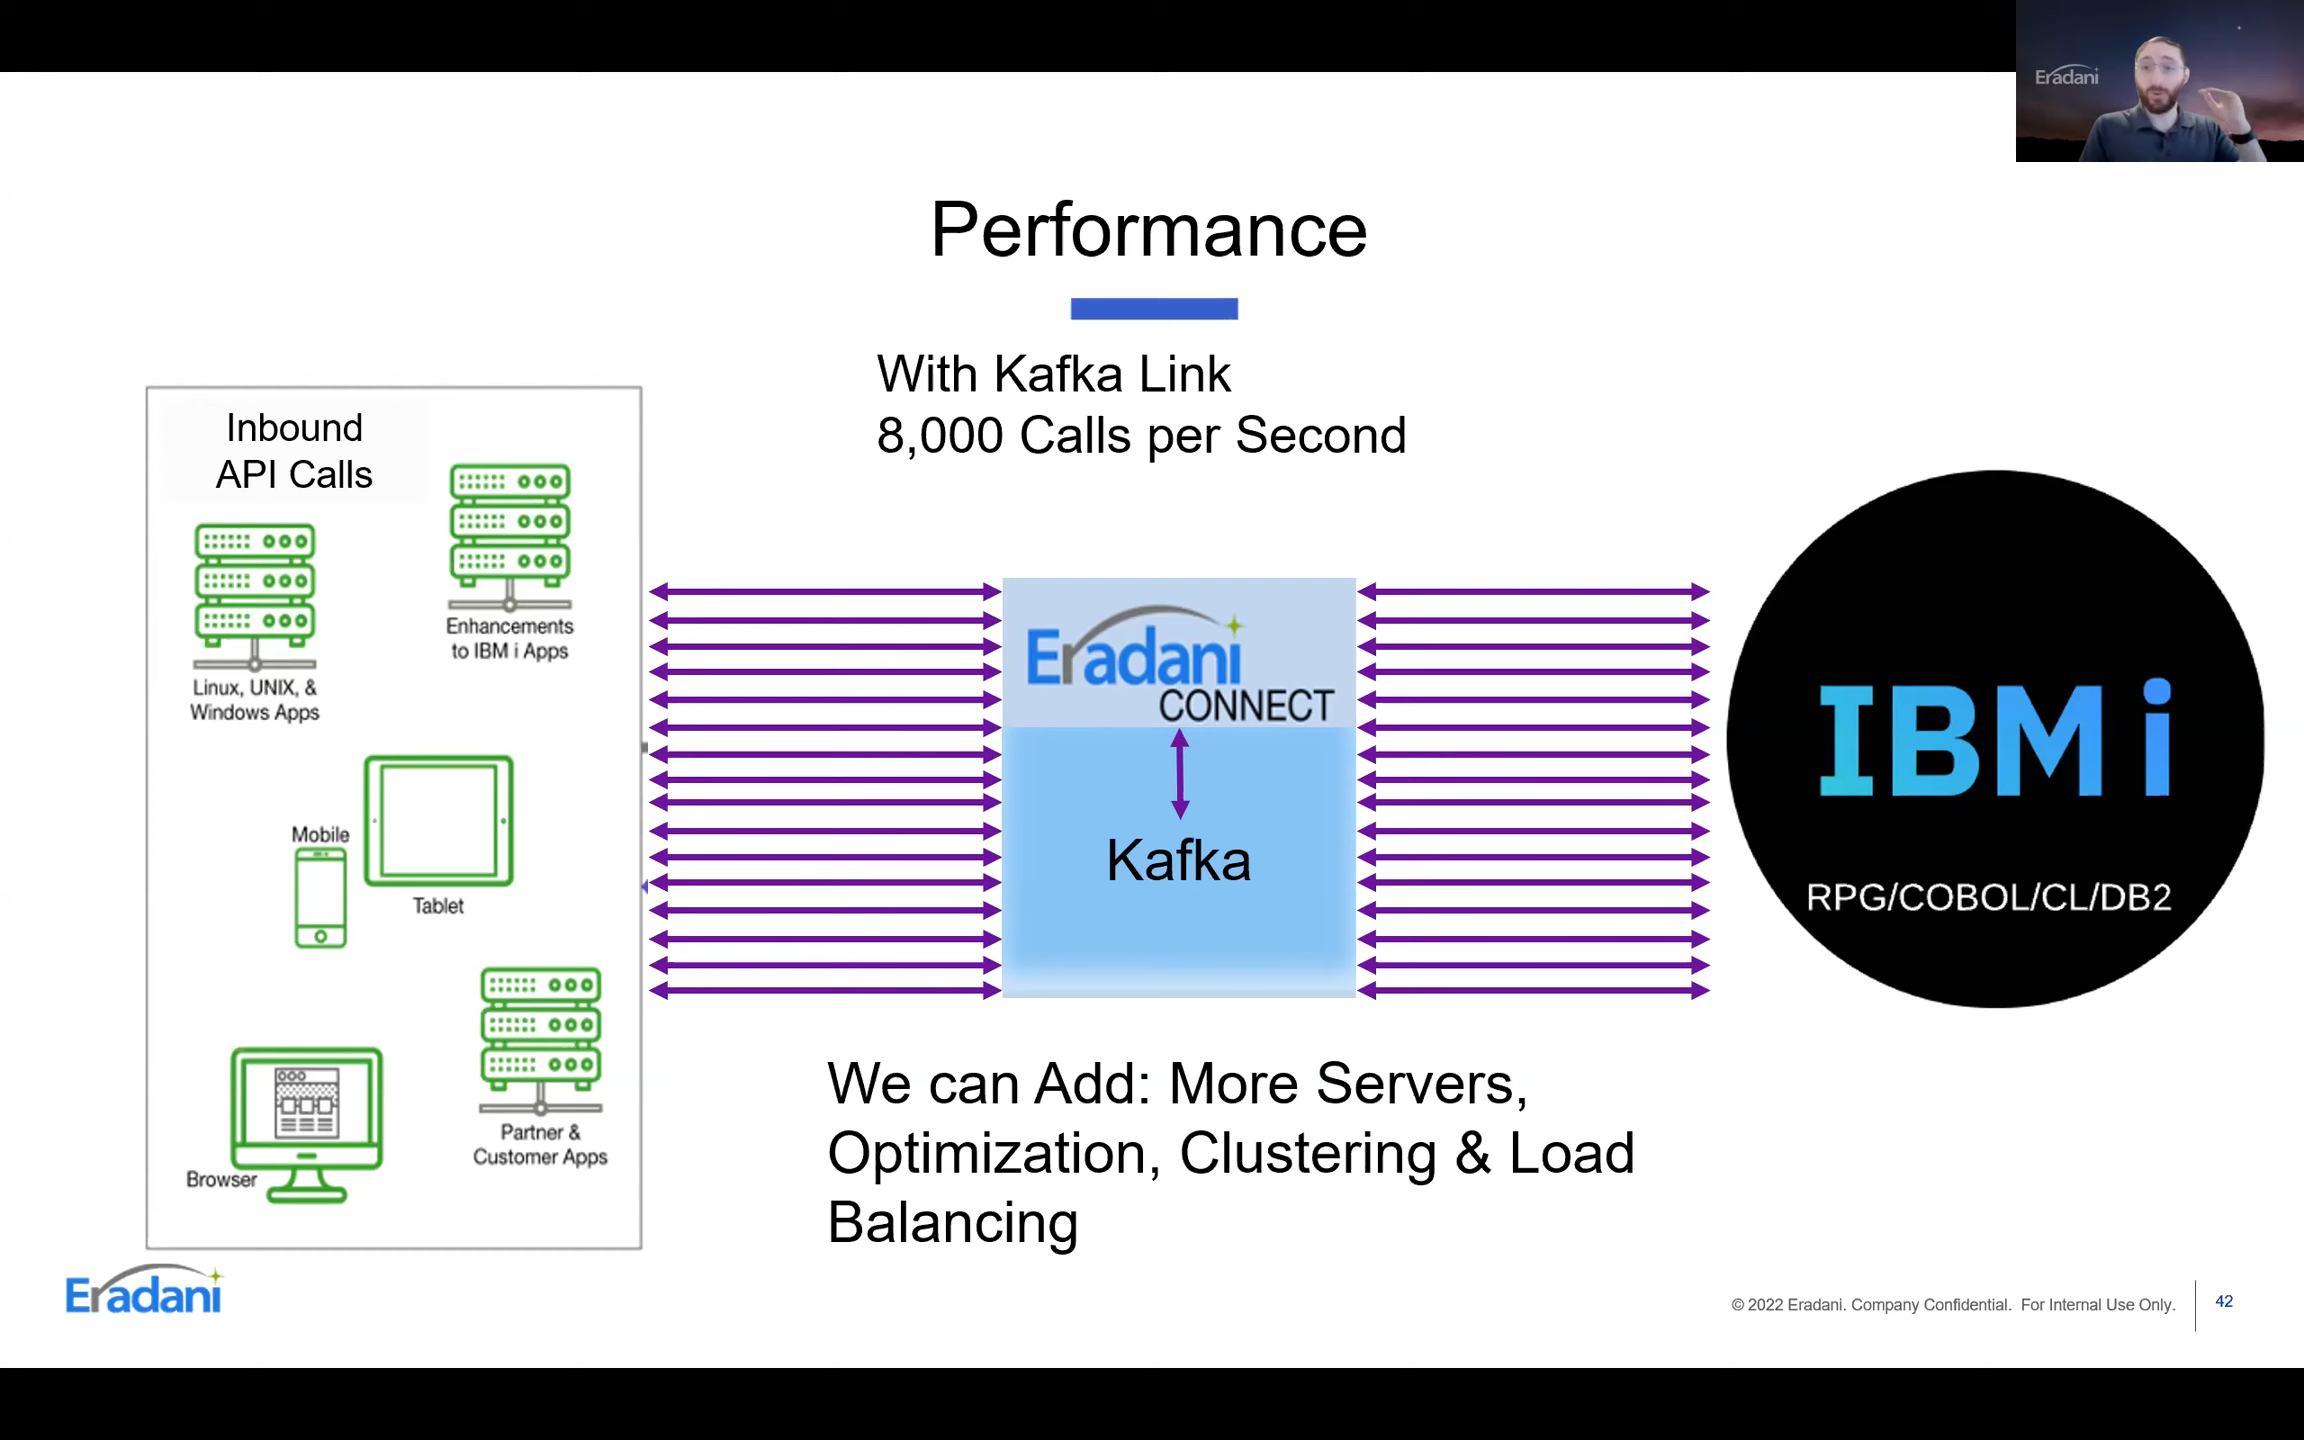 Eradani
Performance
With Kafka Link
8,000 Calls per Second
Inbound
API Calls
Enhancements
to IBM i Apps
Linux, UNIX, &
Windows Apps
Mobile
Tablet
Partner &
Customer Apps
Browser
Eradani
CONNECT
Kafka
IBM i
RPG/COBOL/CL/DB2
We can Add: More Servers,
Optimization, Clustering & Load
Balancing
Eradani
© 2022 Eradani. Company Confidential. For Internal Use Only.
42